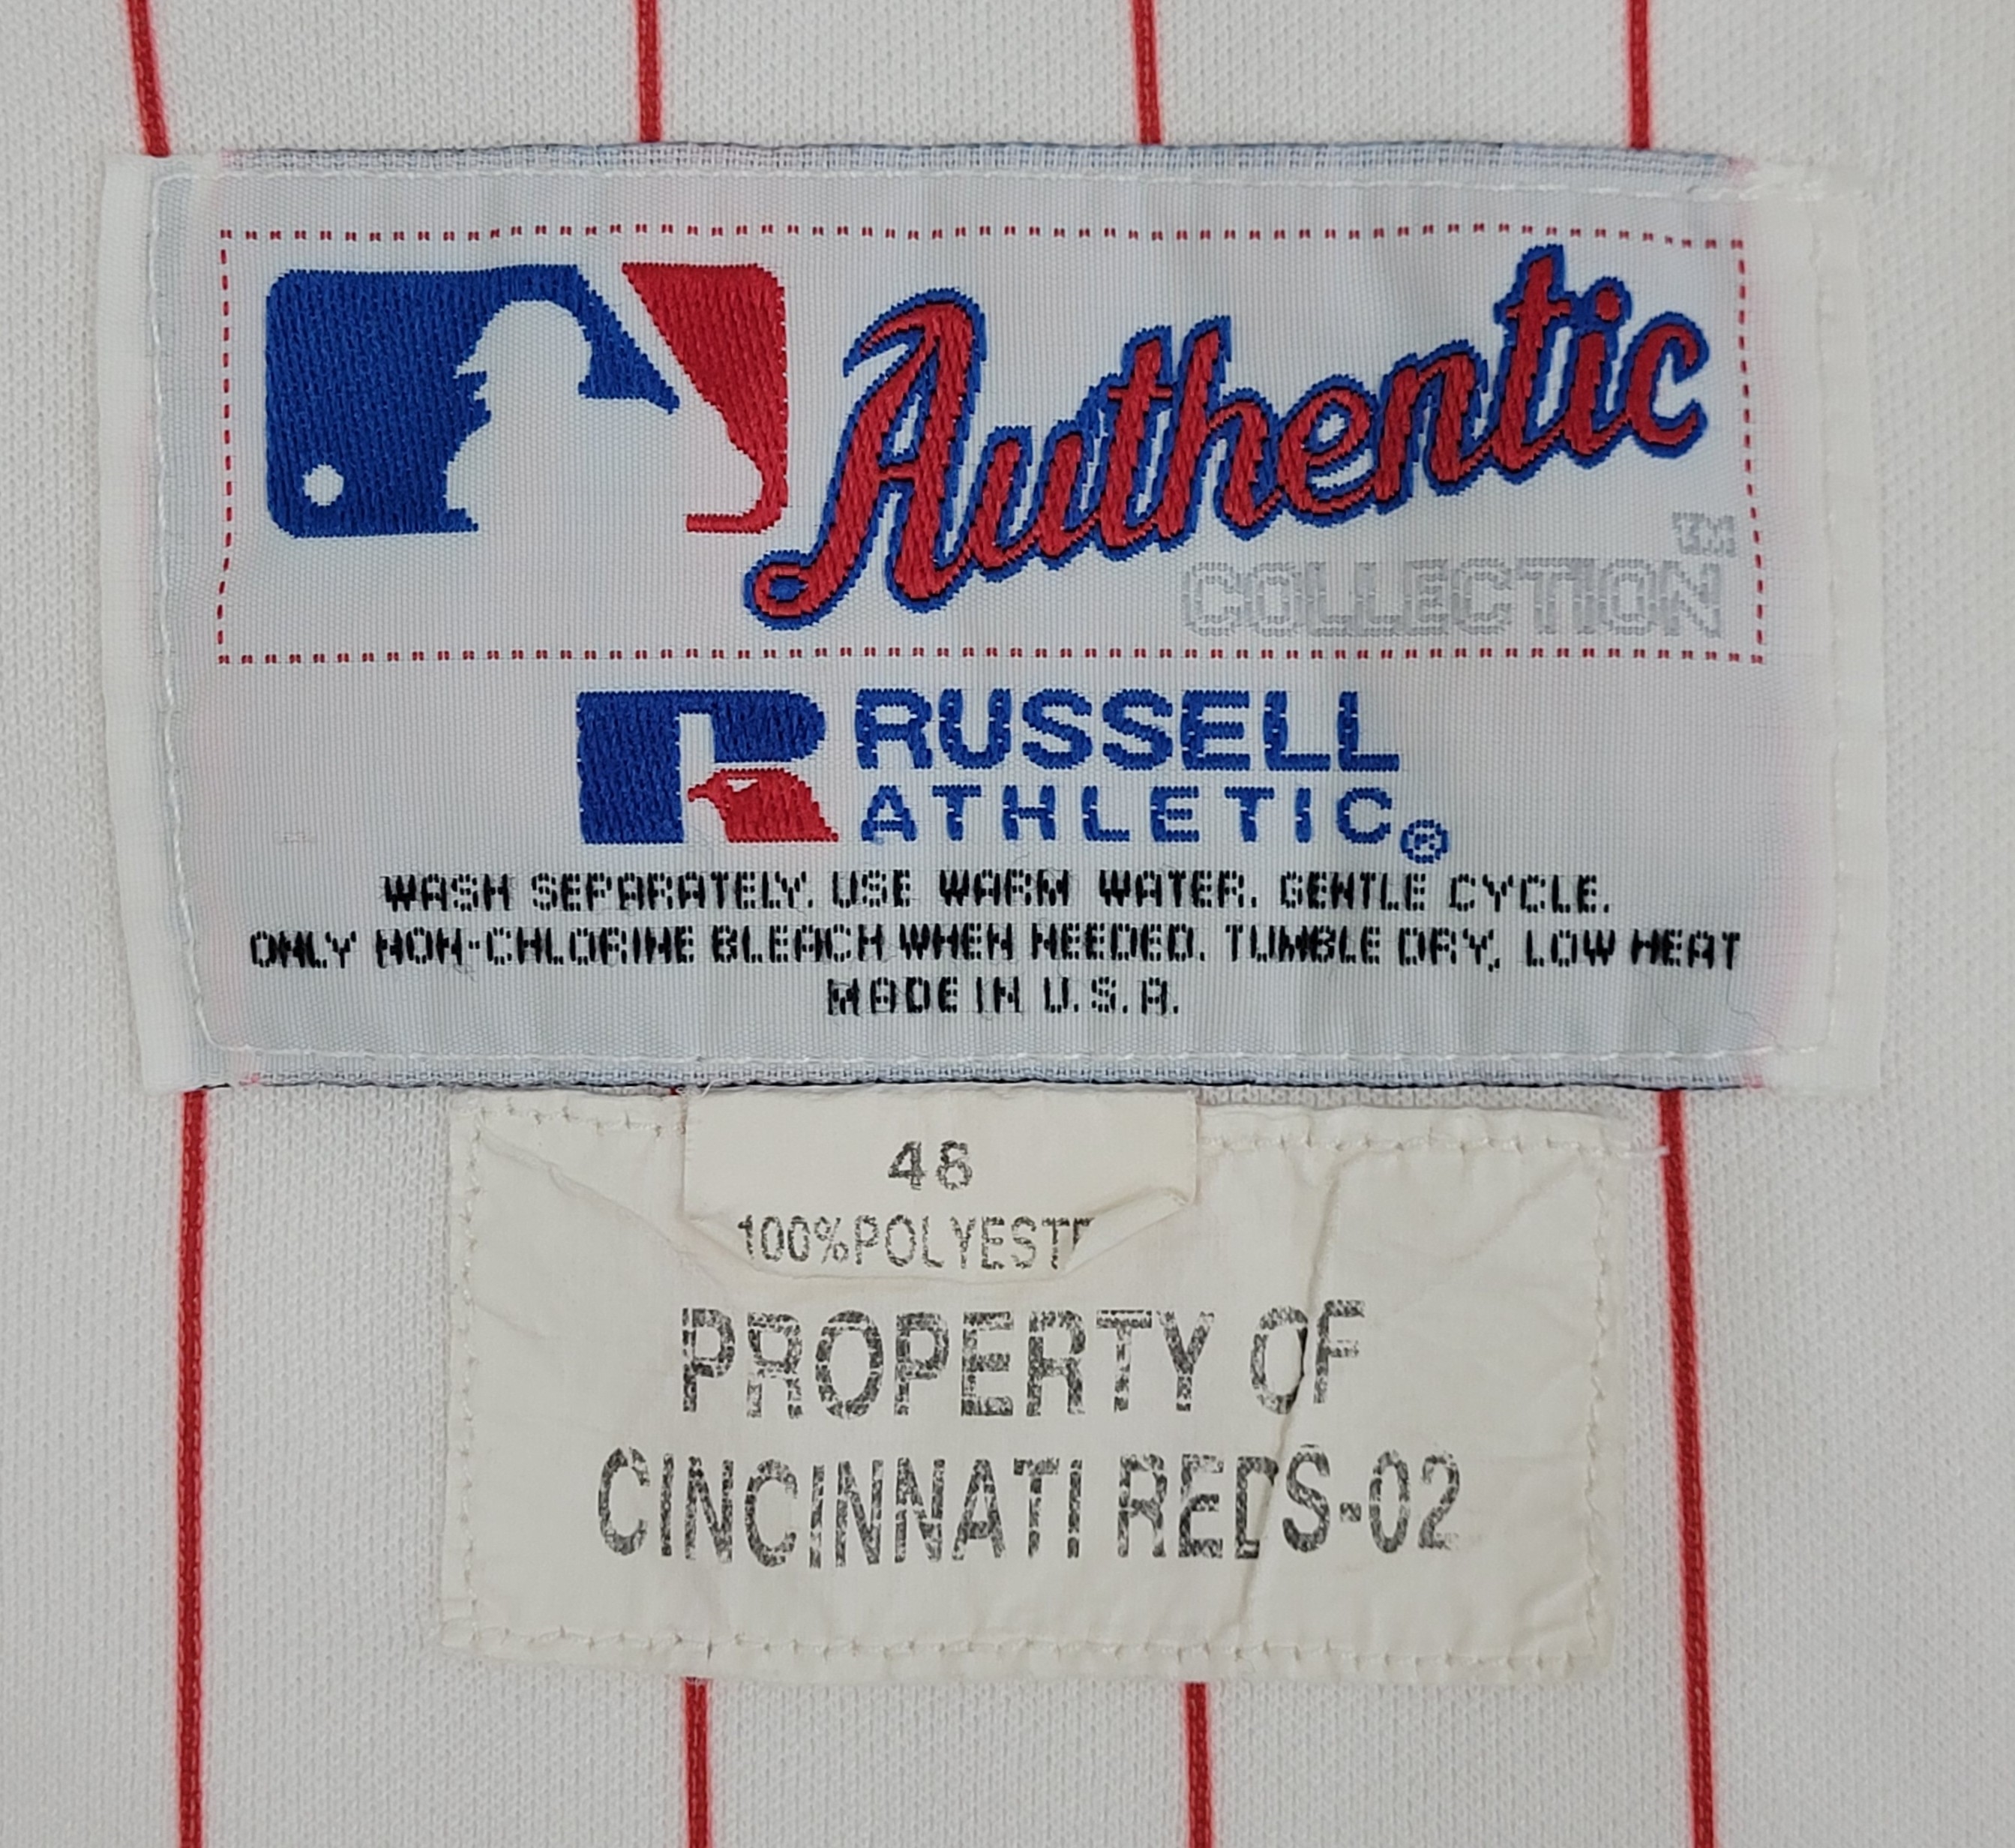 Authentic
TM
COLLECTION
RUSSELL
ATHLETIC®
WASH SEPARATELY. USE WARM WATER. GENTLE CYCLE.
ONLY NON-CHLORINE BLEACH WHEN NEEDED. TUMBLE DRY, LOW HEAT
MADE IN U.S.A.
48
100%POLYESTE
PROPERTY OF
CINCINNATI REDS-02